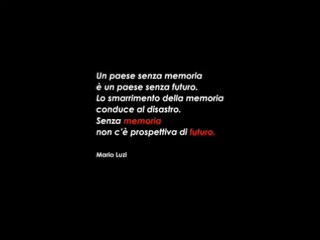 Un paese senza memoria
è un paese senza futuro.
Lo smarrimento della memoria
conduce al disastro.
Senza memoria
non c'è prospettiva di futuro.
Mario Luzi